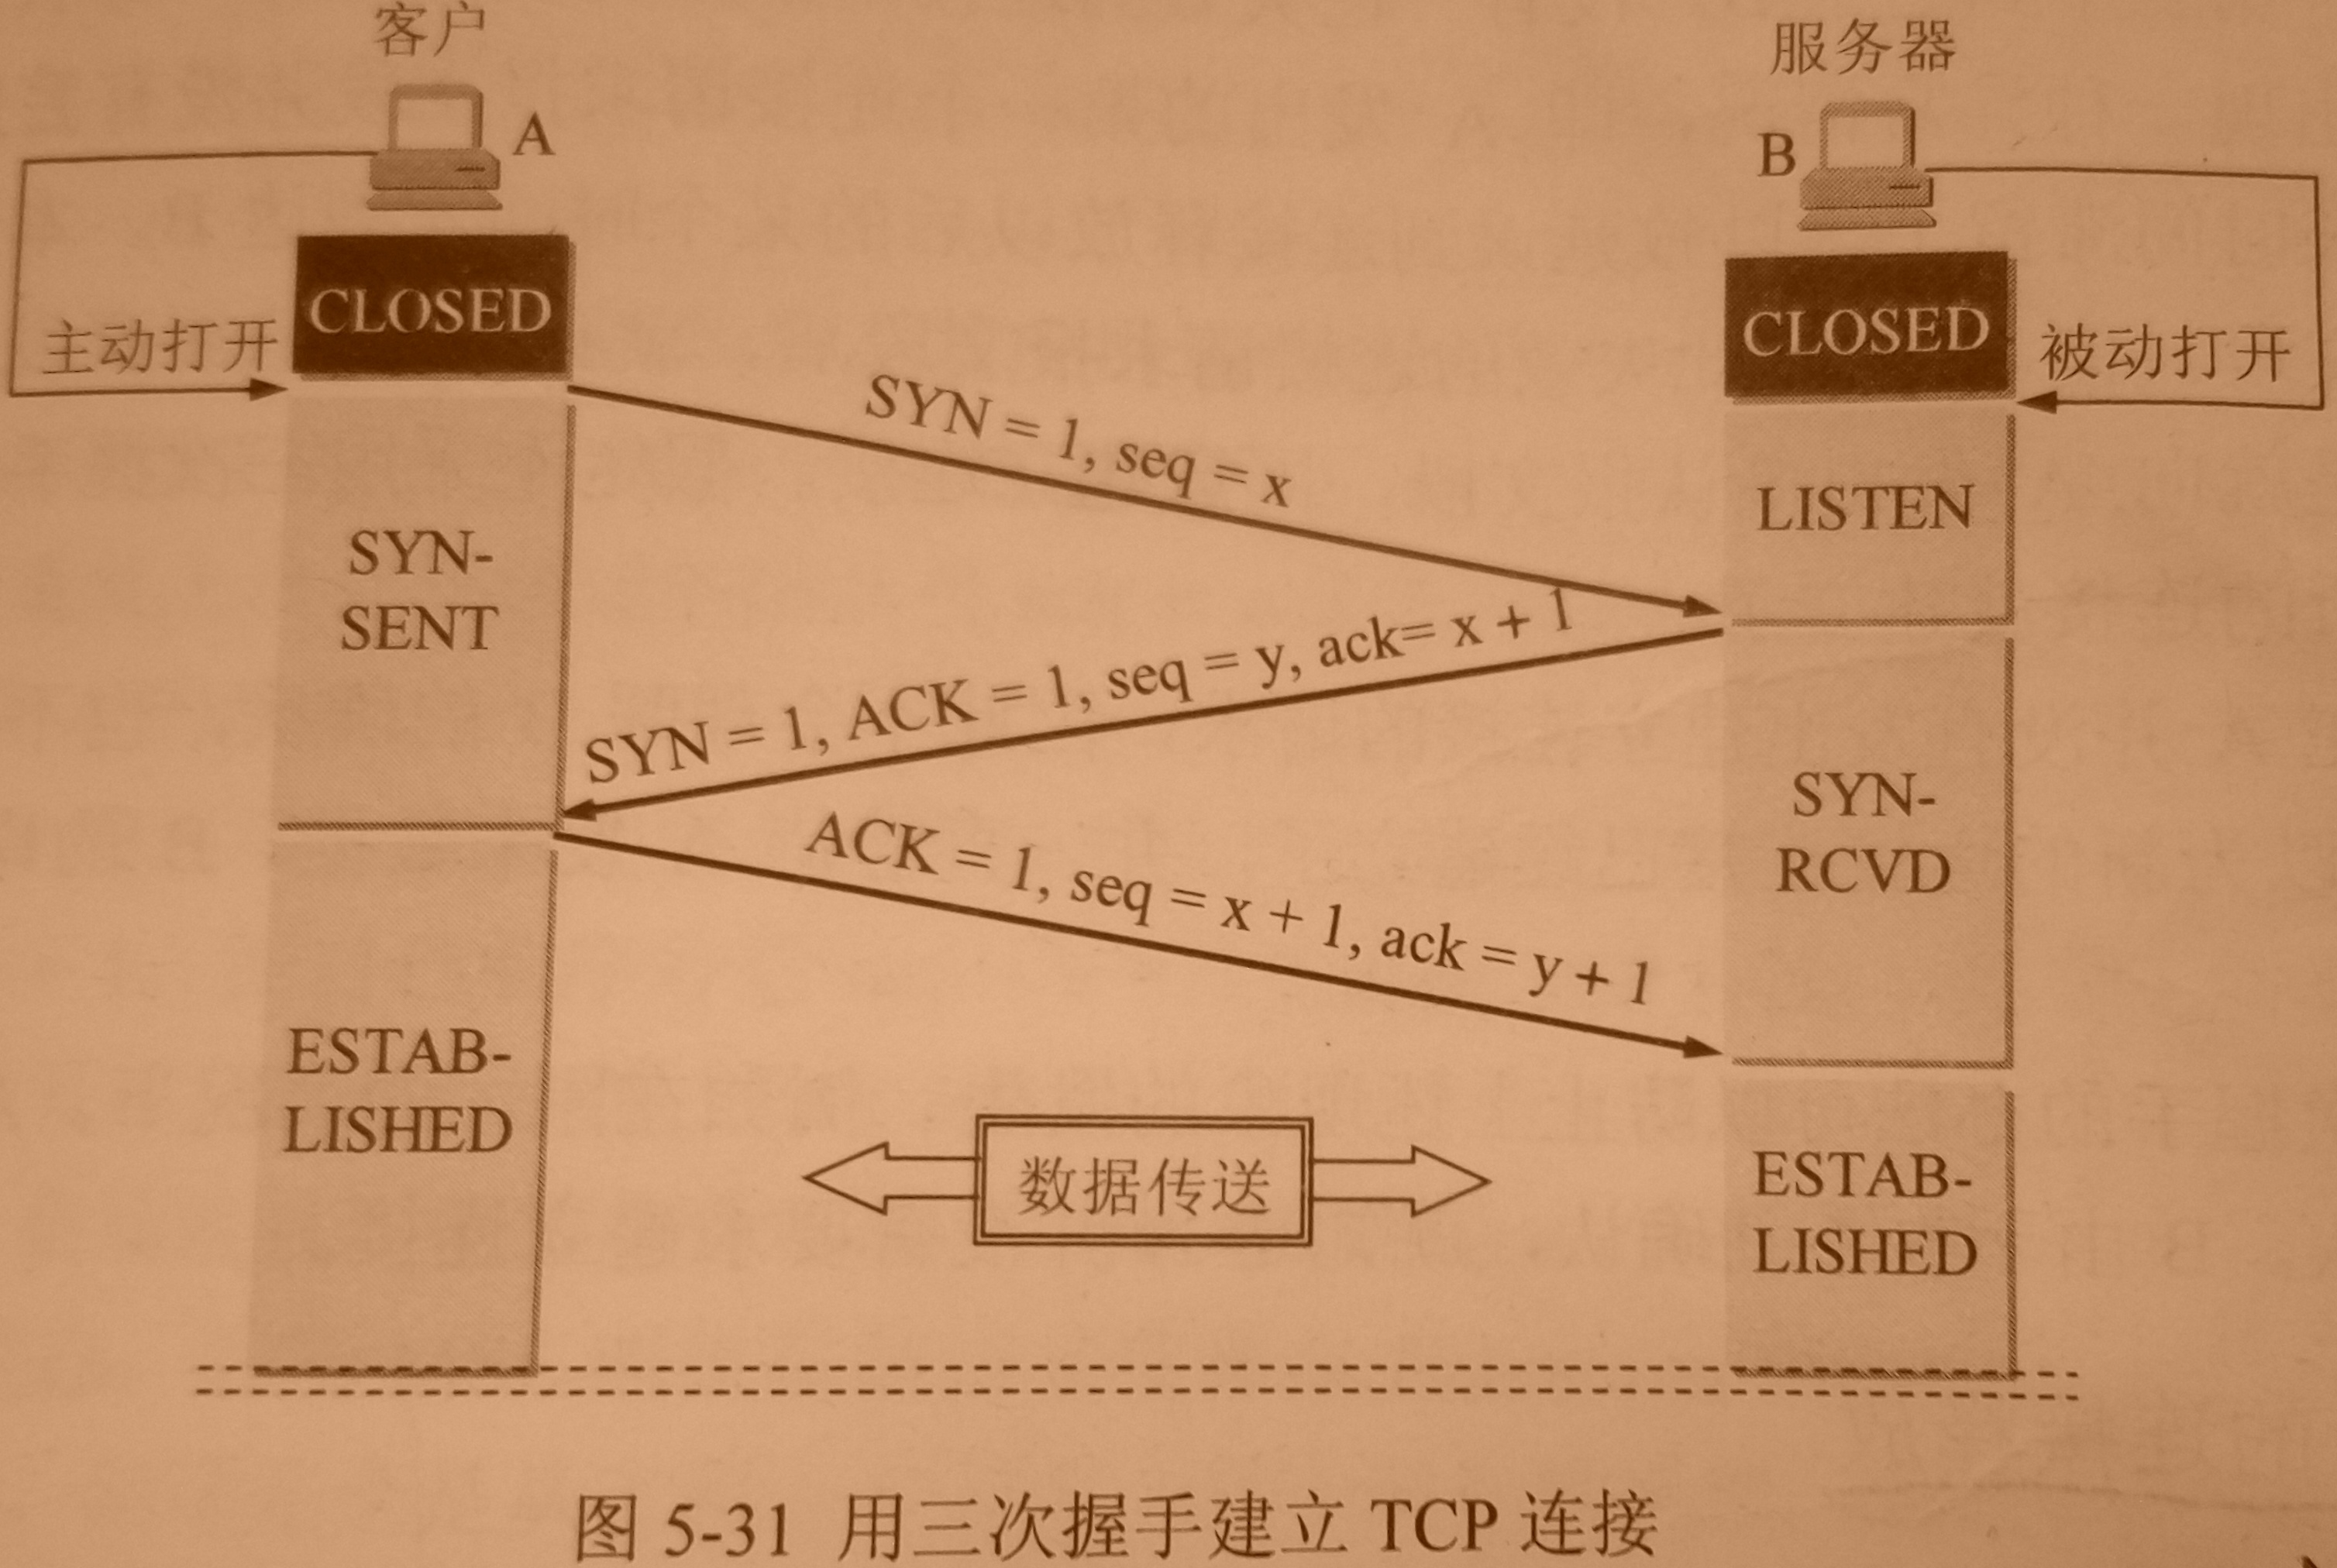 客户
服务器
A
B
CLOSED
CLOSED
主动打开
被动打开
SYN = 1, seq = x
LISTEN
SYN-
SENT
SYN = 1, ACK = 1, seq = y, ack= x + 1
SYN-
RCVD
ACK = 1, seq = x + 1, ack = y + 1
ESTAB-
LISHED
数据传送
ESTAB-
LISHED
图 5-31 用三次握手建立 TCP 连接